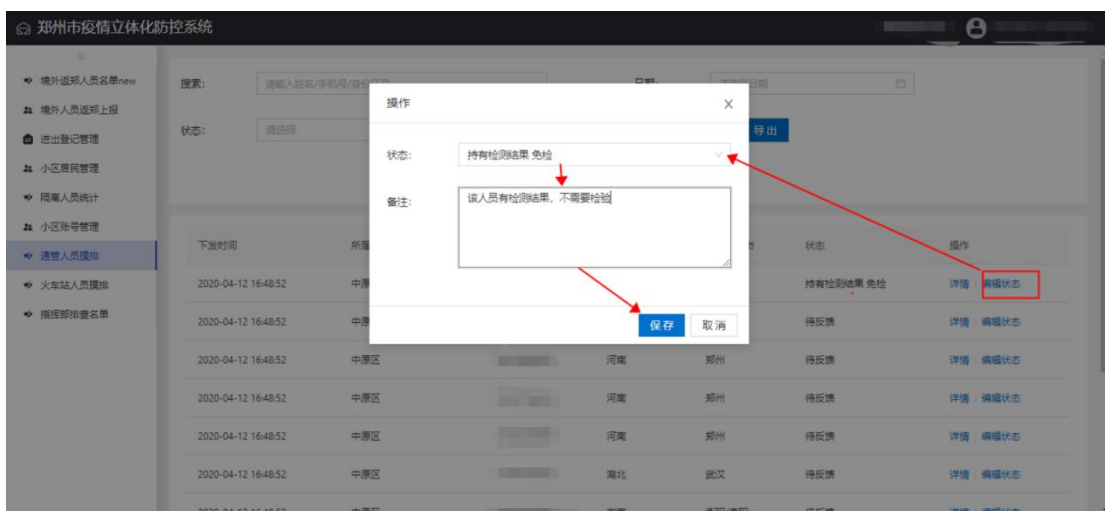 郑州市疫情立体化防控系统
境外返郑人员名单new
境外人员返郑上报
进出登记管理
小区居民管理
隔离人员统计
小区账号管理
通管人员摸排
火车站人员摸排
指挥部排查名单
搜索: 请输入姓名/手机号/身份证号 日期: 请选择日期
状态: 请选择 导出
操作 X
状态: 持有检测结果 免检
备注: 该人员有检测结果，不需要检验
保存 取消
下发时间 所属 状态 操作
2020-04-12 16:48:52 中原 持有检测结果 免检 详情 编辑状态
2020-04-12 16:48:52 中原 待反馈 详情 编辑状态
2020-04-12 16:48:52 中原区 河南 郑州 待反馈 详情 编辑状态
2020-04-12 16:48:52 中原区 河南 郑州 待反馈 详情 编辑状态
2020-04-12 16:48:52 中原区 河南 郑州 待反馈 详情 编辑状态
2020-04-12 16:48:52 中原区 湖北 武汉 待反馈 详情 编辑状态